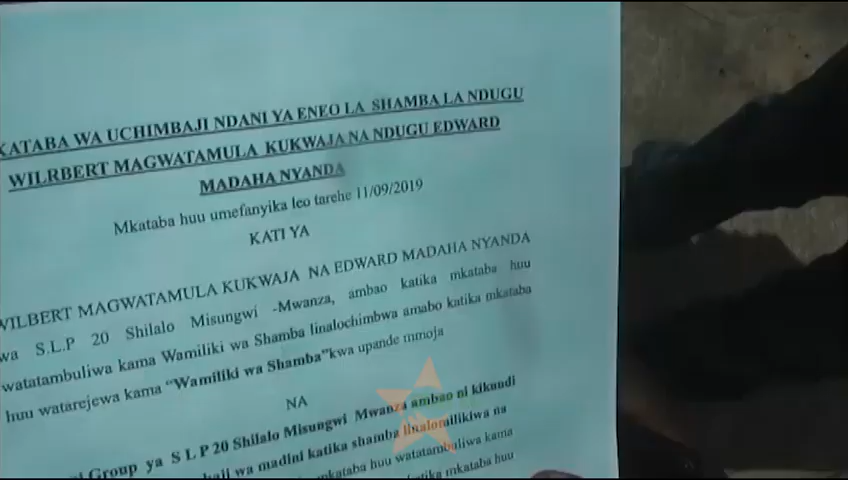 KATABA WA UCHIMBAJI NDANI YA ENEO LA SHAMBA LA NDUGU
WILRBERT MAGWATAMULA KUKWAJA NA NDUGU EDWARD
MADAHA NYANDA
Mkataba huu umefanyika leo tarehe 11/09/2019
KATI YA
WILBERT MAGWATAMULA KUKWAJA NA EDWARD MADAHA NYANDA
wa S.L.P 20 Shilalo Misungwi -Mwanza, ambao katika mkataba huu
watatambuliwa kama Wamiliki wa Shamba linalochimbwa amabo katika mkataba
huu watarejewa kama "Wamiliki wa Shamba"kwa upande mmoja
NA
Group ya S L P 20 Shilalo Misungwi Mwanza ambao ni kikundi
wa madini katika shamba linalomilikiwa na
mkataba huu watatambuliwa kama
katika mkataba huu